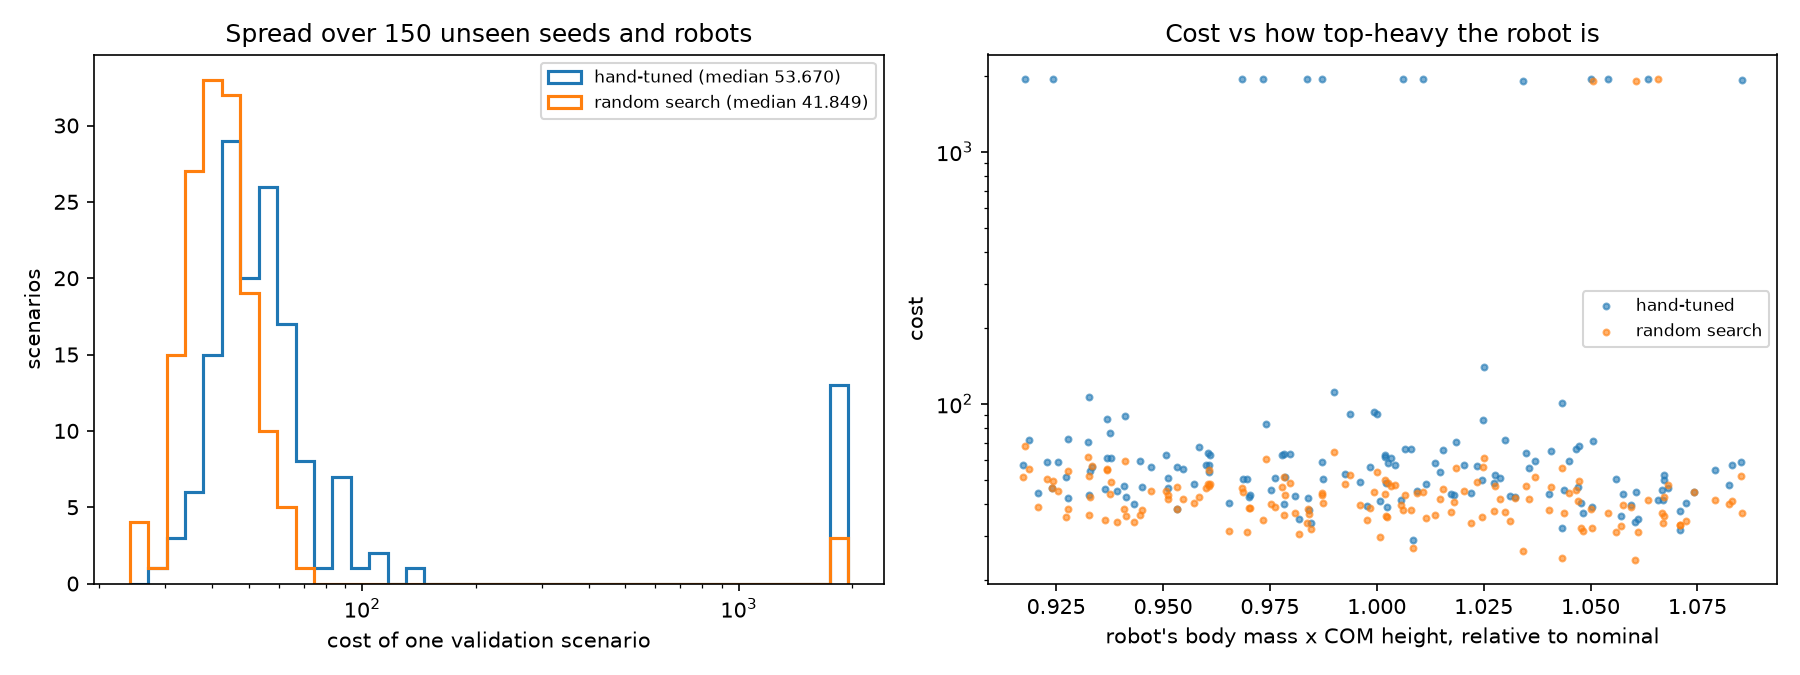 Spread over 150 unseen seeds and robots
hand-tuned (median 53.670)
random search (median 41.849)
scenarios
30
25
20
15
10
5
0
10²
10³
cost of one validation scenario
Cost vs how top-heavy the robot is
hand-tuned
random search
cost
10³
10²
0.925
0.950
0.975
1.000
1.025
1.050
1.075
robot's body mass x COM height, relative to nominal